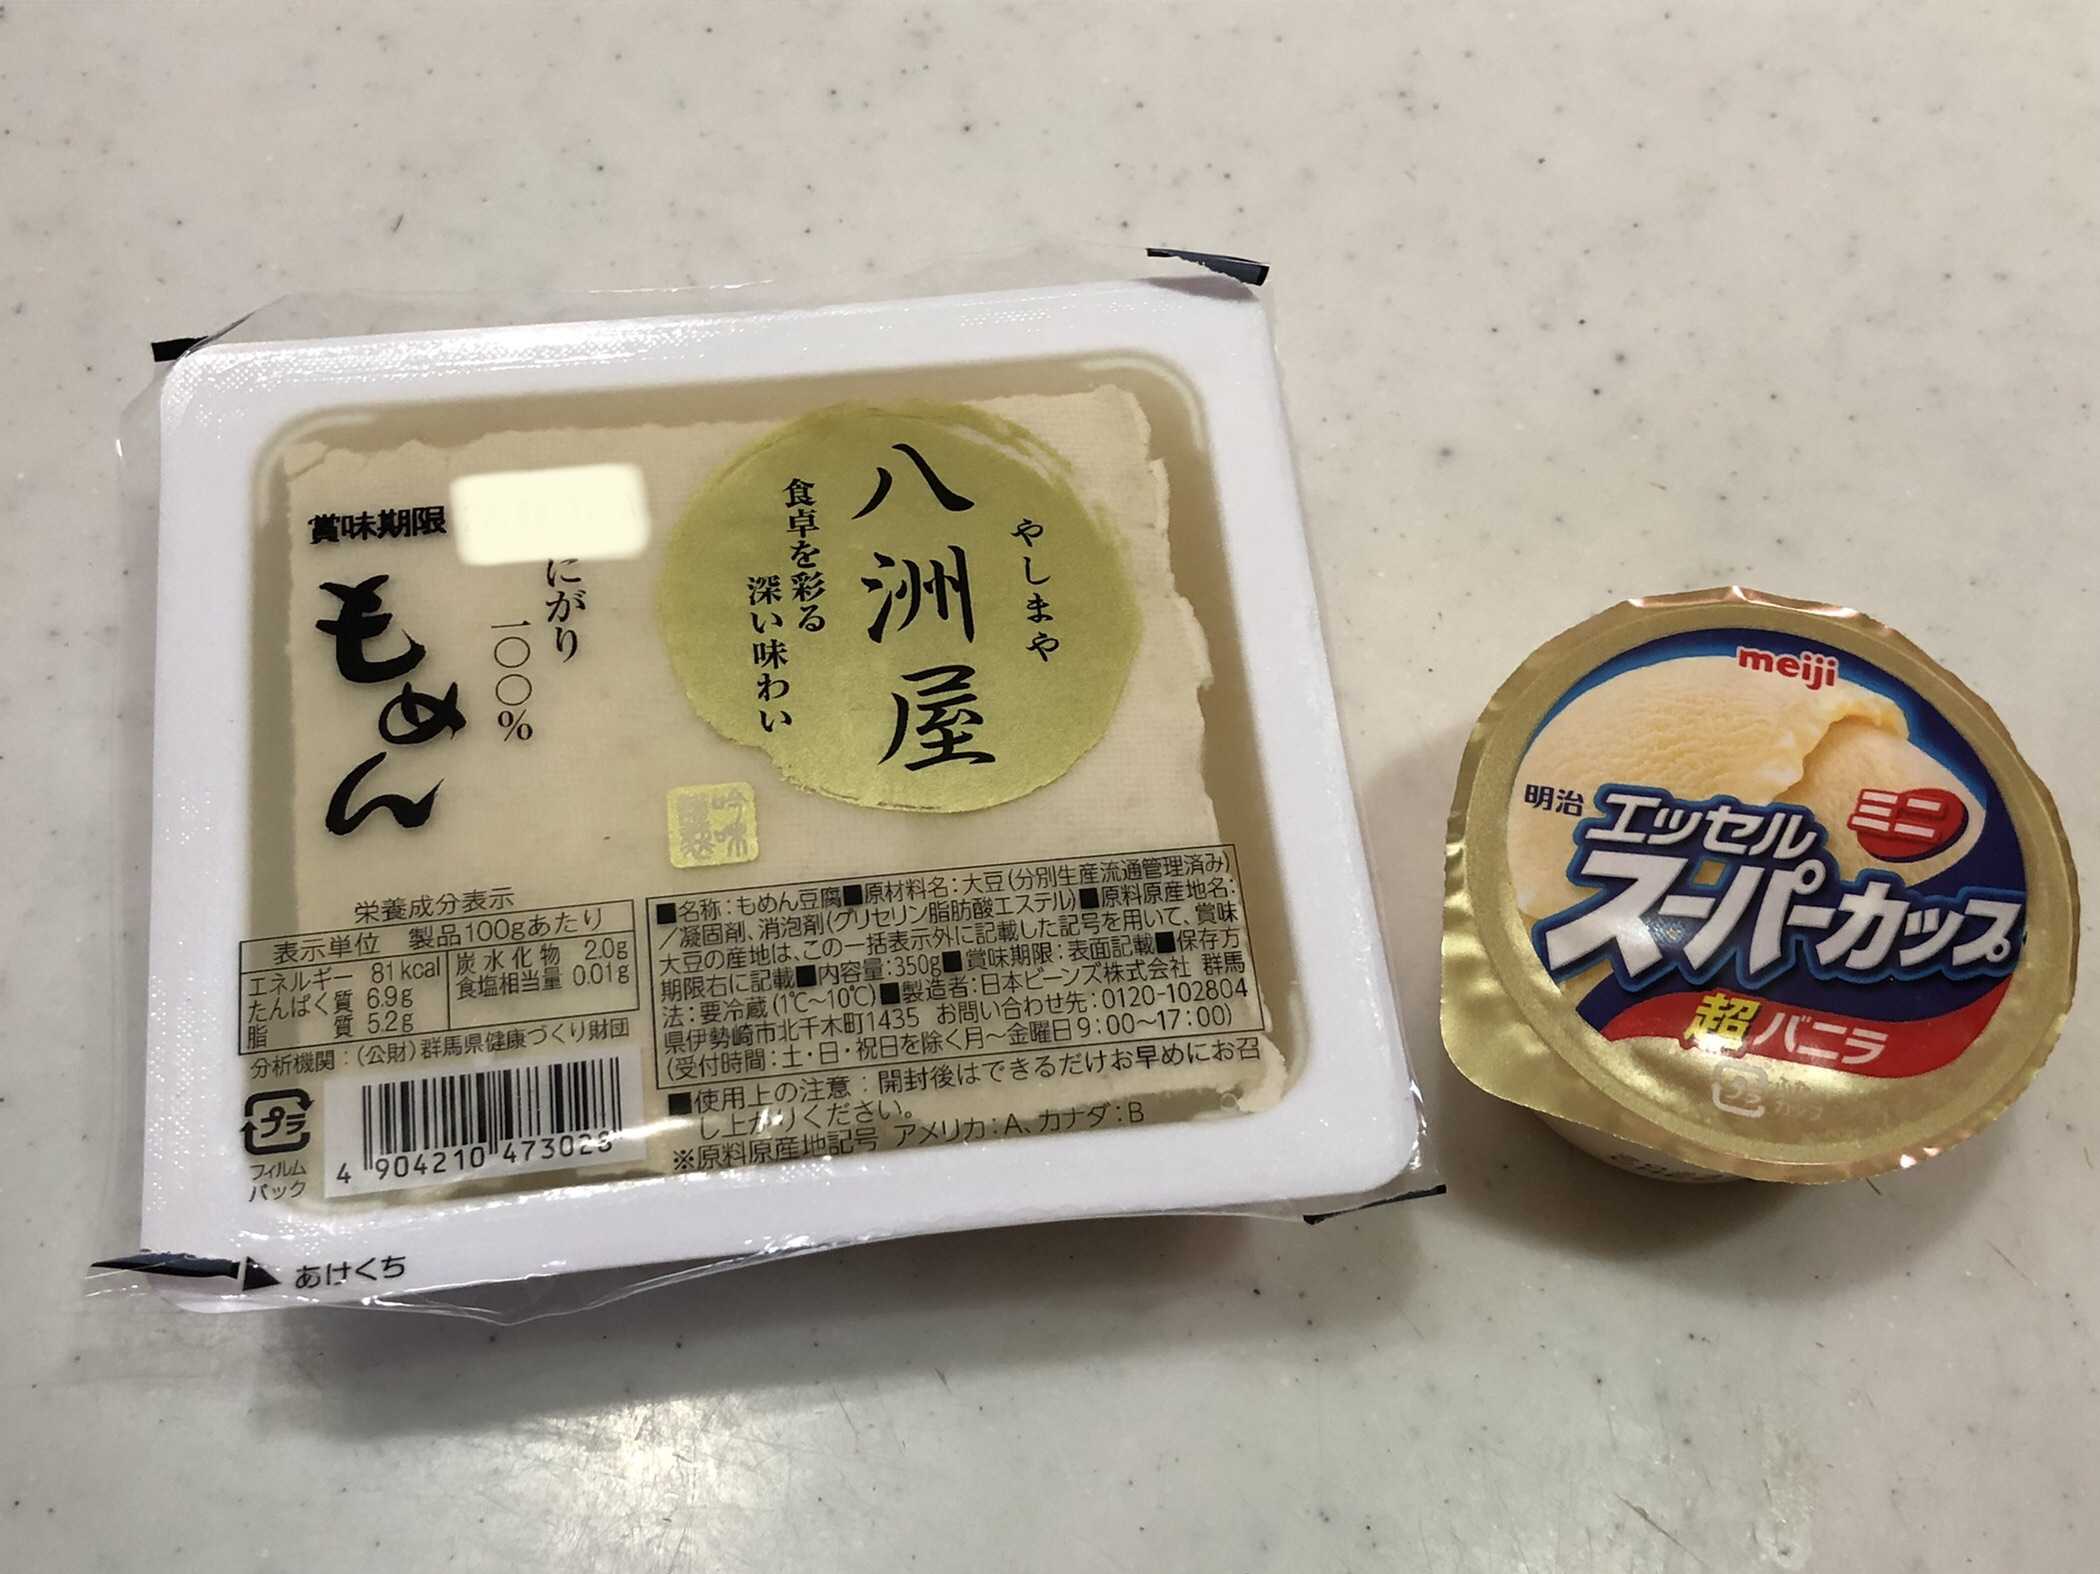 賞味期限
もめん
にがり
一〇〇%
やしまや
八洲屋
食卓を彩る
深い味わい
吟味
栄養成分表示
表示単位 製品100gあたり
エネルギー 81kcal
たんぱく質 6.9g
脂質 5.2g
炭水化物 2.0g
食塩相当量 0.01g
分析機関:(公財)群馬県健康づくり財団
プラ
フィルム
パック
4 904210 473028
■名称:もめん豆腐■原材料名:大豆(分別生産流通管理済み)
/凝固剤、消泡剤(グリセリン脂肪酸エステル)■原料原産地名:
大豆の産地は、この一括表示外に記載した記号を用いて、賞味
期限右に記載■内容量:350g■賞味期限:表面記載■保存方
法:要冷蔵(1℃~10℃)■製造者:日本ビーンズ株式会社 群馬
県伊勢崎市北千木町1435 お問い合わせ先:0120-102804
(受付時間:土・日・祝日を除く月~金曜日9:00~17:00)
■使用上の注意:開封後はできるだけお早めにお召
し上がりください。
※原料原産地記号 アメリカ:A、カナダ:B
あけくち
meiji
明治
エッセル
ミニ
スーパーカップ
超バニラ
プラ